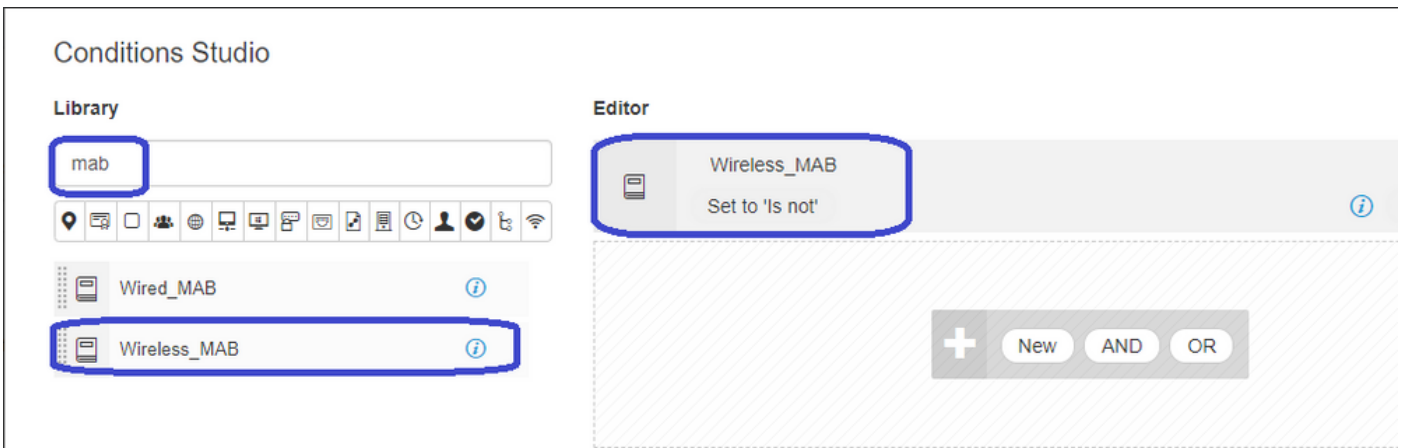 Conditions Studio
Library
mab
Wired_MAB
Wireless_MAB
Editor
Wireless_MAB
Set to 'Is not'
New AND OR